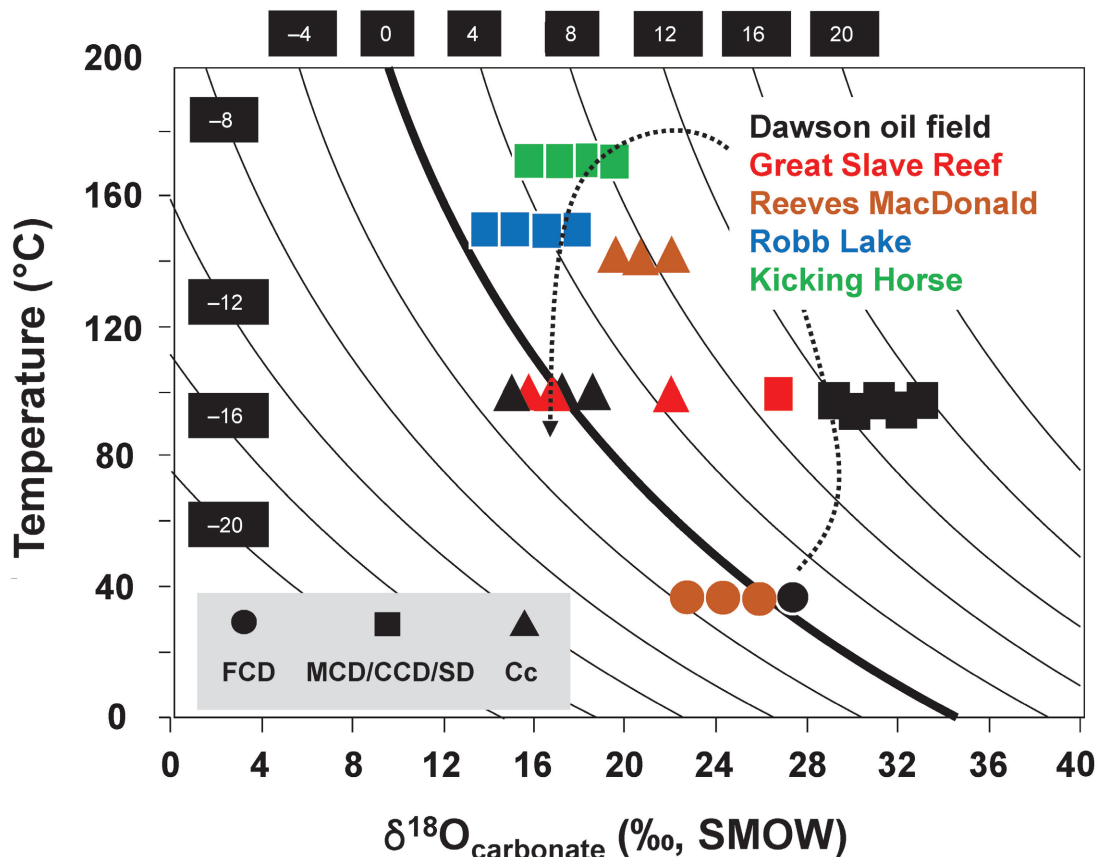 –4 0 4 8 12 16 20
200
–8
Dawson oil field
Great Slave Reef
160
Reeves MacDonald
Robb Lake
Kicking Horse
–12
120
–16
80
–20
40
FCD MCD/CCD/SD Cc
0
0 4 8 12 16 20 24 28 32 36 40
Temperature (°C)
δ¹⁸Ocarbonate (‰, SMOW)